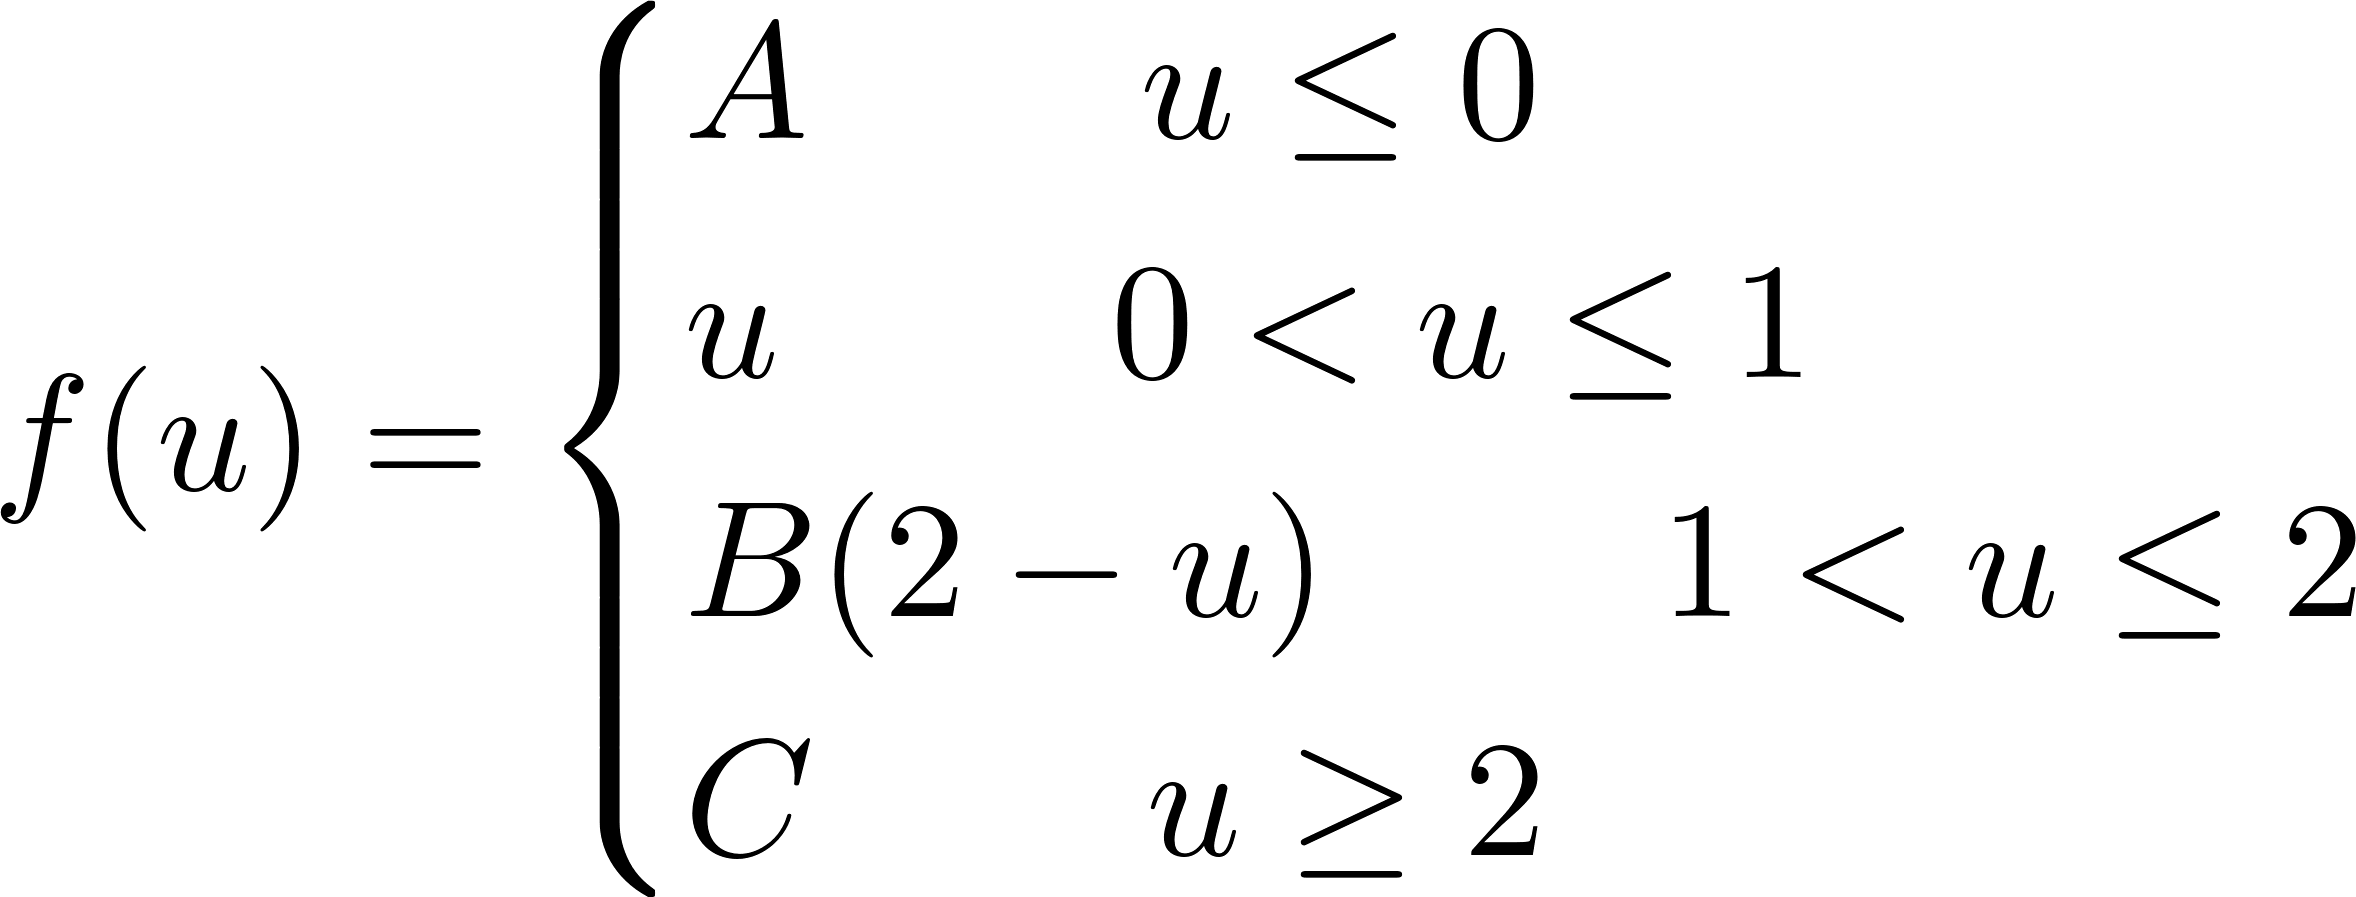 f(u) = { A    u ≤ 0
u    0 < u ≤ 1
B(2 − u)    1 < u ≤ 2
C    u ≥ 2